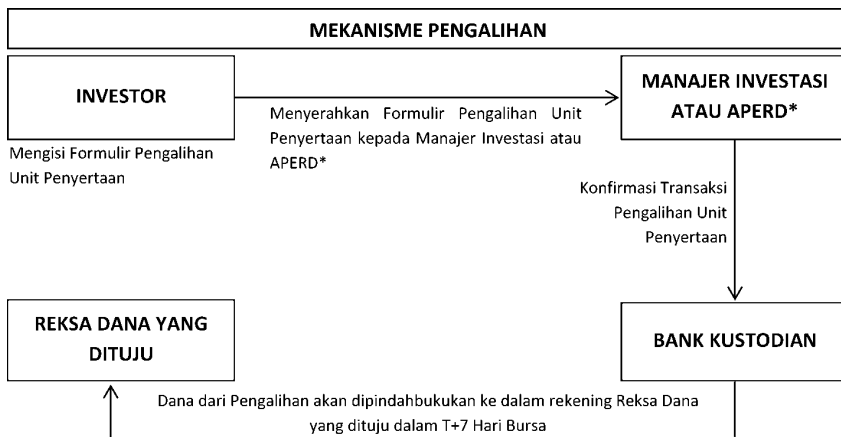 MEKANISME PENGALIHAN
INVESTOR
Mengisi Formulir Pengalihan
Unit Penyertaan
Menyerahkan Formulir Pengalihan Unit
Penyertaan kepada Manajer Investasi atau
APERD*
MANAJER INVESTASI
ATAU APERD*
Konfirmasi Transaksi
Pengalihan Unit
Penyertaan
BANK KUSTODIAN
REKSA DANA YANG
DITUJU
Dana dari Pengalihan akan dipindahbukukan ke dalam rekening Reksa Dana
yang dituju dalam T+7 Hari Bursa